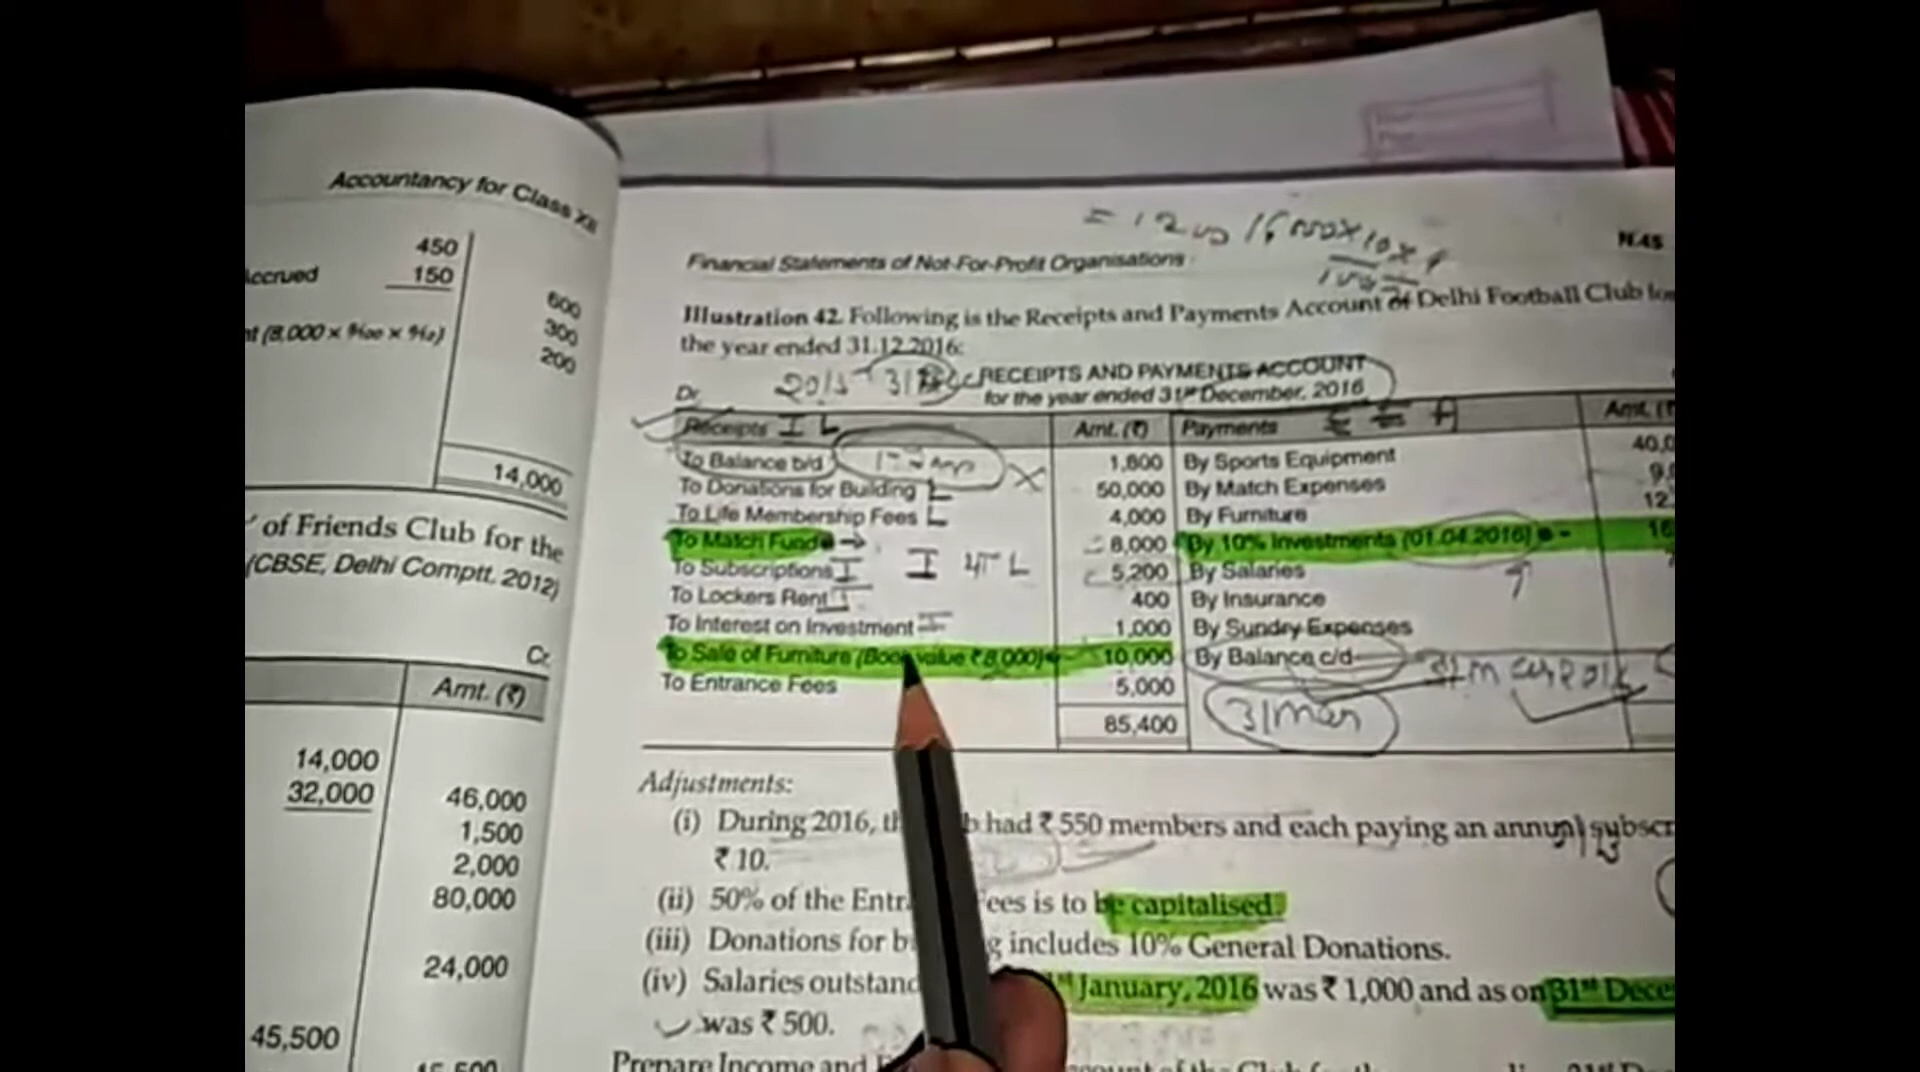 Accountancy for Class XII
450
Accrued 150
600
(8,000 × 9/100 × 9/12)
300
200
14,000
of Friends Club for the
(CBSE, Delhi Comptt. 2012)
Cr.
Amt. (₹)
14,000
32,000 46,000
1,500
2,000
80,000
24,000
45,500
N.45
Financial Statements of Not-For-Profit Organisations
Illustration 42. Following is the Receipts and Payments Account of Delhi Football Club for
the year ended 31.12.2016:
RECEIPTS AND PAYMENTS ACCOUNT
Dr. for the year ended 31st December, 2016
Receipts I L Amt. (₹) Payments E E A Amt. (₹
To Balance b/d 1,800 By Sports Equipment 40,0
To Donations for Building L 50,000 By Match Expenses
To Life Membership Fees L 4,000 By Furniture 12,
To Match Fund → 8,000 By 10% Investments (01.04.2016) 16
To Subscriptions I 5,200 By Salaries
To Lockers Rent I 400 By Insurance
To Interest on Investment I 1,000 By Sundry Expenses
To Sale of Furniture (Book value ₹ 8,000) 10,000 By Balance c/d
To Entrance Fees 5,000
31 Mar
85,400
Adjustments:
(i) During 2016, had ₹ 550 members and each paying an annual subscr
₹ 10.
(ii) 50% of the Entr ees is to be capitalised.
(iii) Donations for b g includes 10% General Donations.
(iv) Salaries outstand January, 2016 was ₹ 1,000 and as on 31st Dece
was ₹ 500.
Prepare Income and